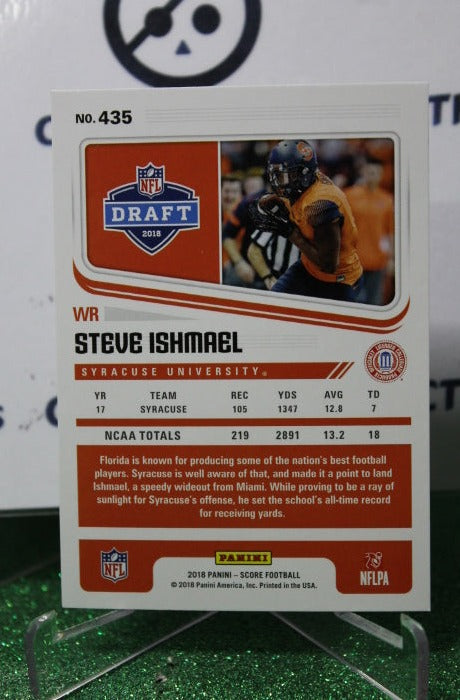 NO. 435
NFL
DRAFT
2018
WR
STEVE ISHMAEL
SYRACUSE UNIVERSITY®
YR TEAM REC YDS AVG TD
17 SYRACUSE 105 1347 12.8 7
NCAA TOTALS 219 2891 13.2 18
Florida is known for producing some of the nation's best football
players. Syracuse is well aware of that, and made it a point to land
Ishmael, a speedy wideout from Miami. While proving to be a ray of
sunlight for Syracuse's offense, he set the school's all-time record
for receiving yards.
NFL
PANINI
2018 PANINI – SCORE FOOTBALL
© 2018 Panini America, Inc. Printed in the USA.
NFLPA